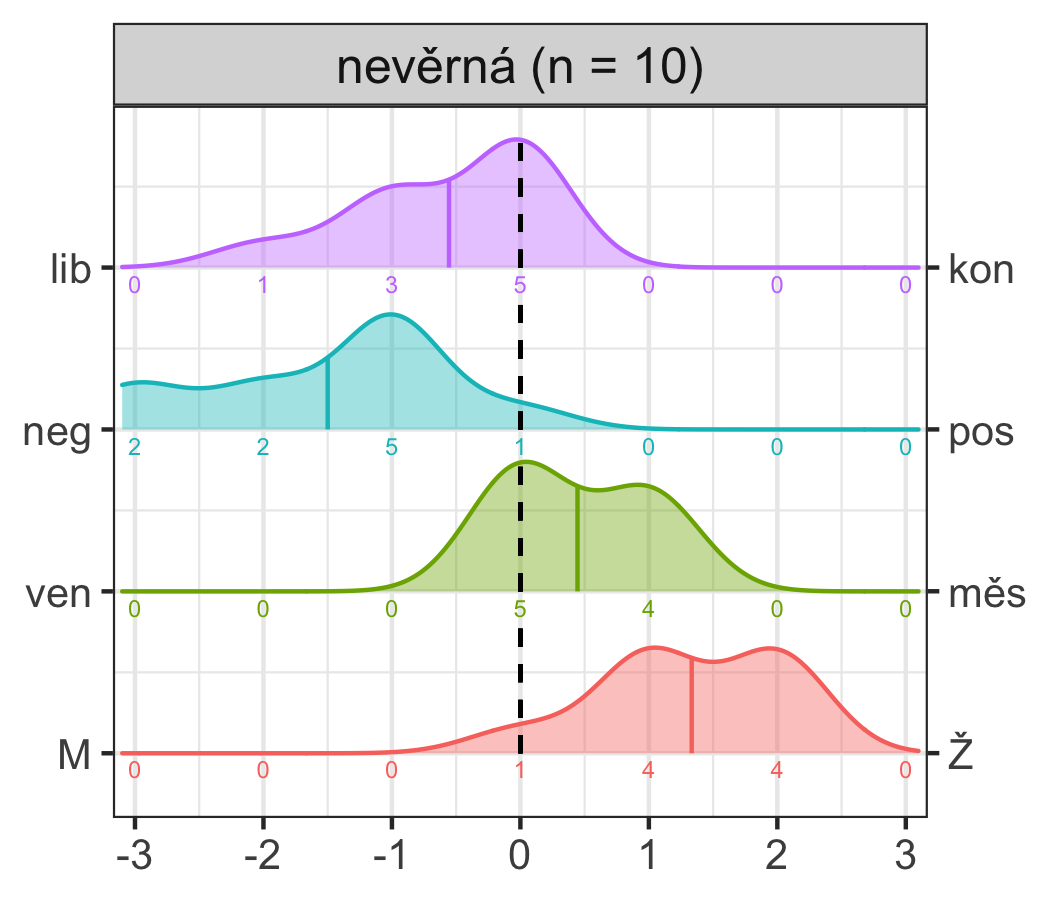 nevěrná (n = 10)
lib kon
0 1 3 5 0 0 0
neg pos
2 2 5 1 0 0 0
ven měs
0 0 0 5 4 0 0
M Ž
0 0 0 1 4 4 0
-3 -2 -1 0 1 2 3